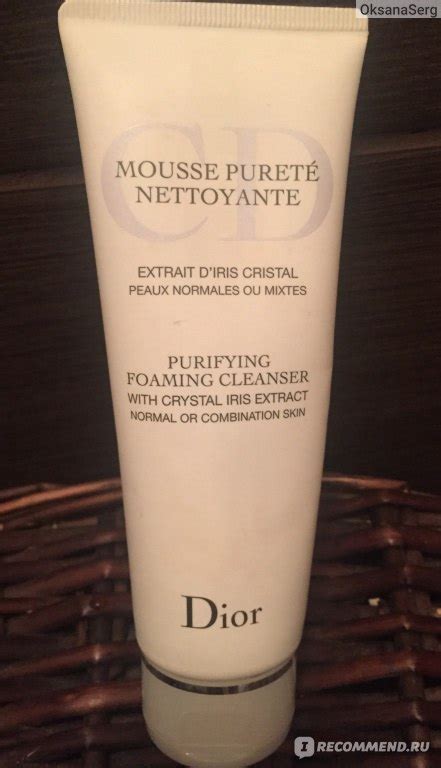 OksanaSerg
CD
MOUSSE PURETÉ
NETTOYANTE
EXTRAIT D'IRIS CRISTAL
PEAUX NORMALES OU MIXTES
PURIFYING
FOAMING CLEANSER
WITH CRYSTAL IRIS EXTRACT
NORMAL OR COMBINATION SKIN
Dior
I RECOMMEND.RU